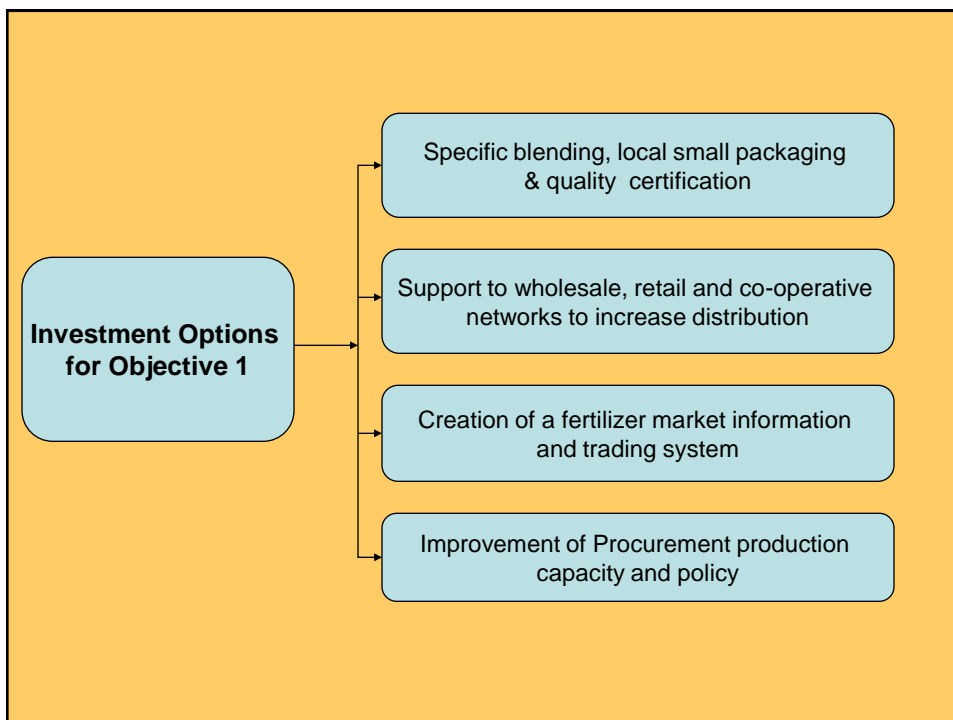 Investment Options
for Objective 1
Specific blending, local small packaging
& quality certification
Support to wholesale, retail and co-operative
networks to increase distribution
Creation of a fertilizer market information
and trading system
Improvement of Procurement production
capacity and policy